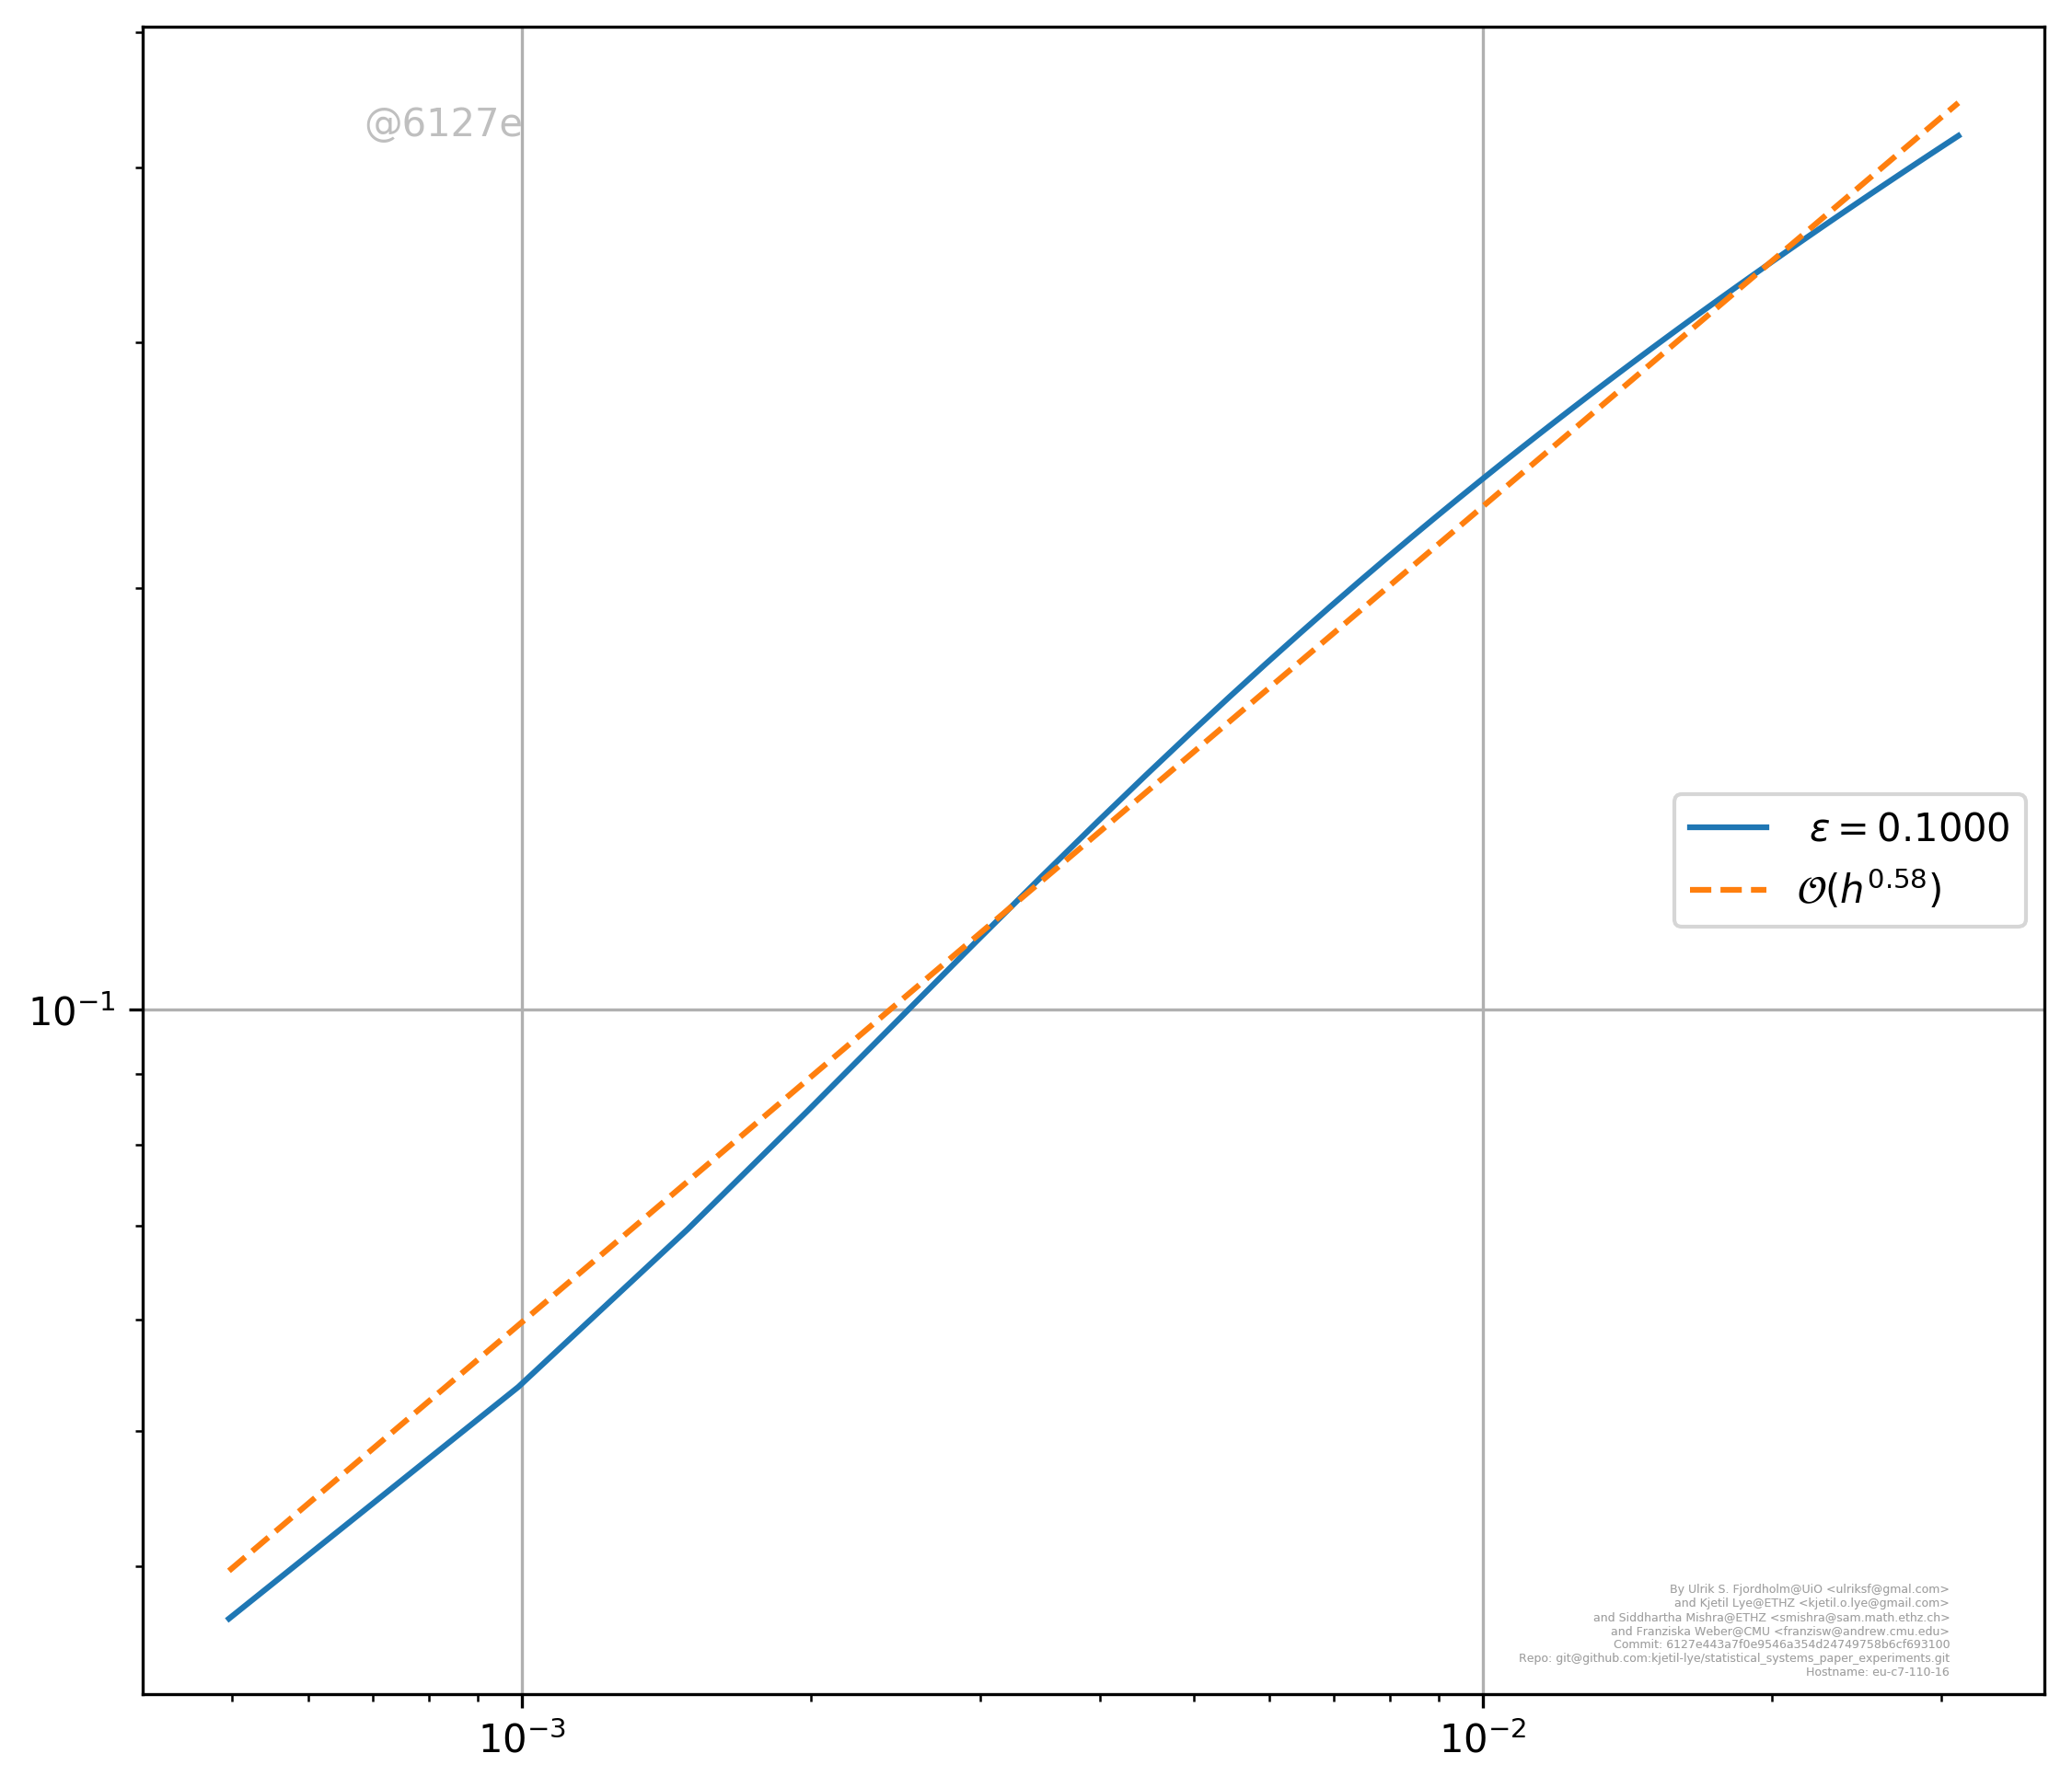 @6127e
ε = 0.1000
𝒪(h^0.58)
10^−1
By Ulrik S. Fjordholm@UiO <ulriksf@gmal.com>
and Kjetil Lye@ETHZ <kjetil.o.lye@gmail.com>
and Siddhartha Mishra@ETHZ <smishra@sam.math.ethz.ch>
and Franziska Weber@CMU <franzisw@andrew.cmu.edu>
Commit: 6127e443a7f0e9546a354d24749758b6cf693100
Repo: git@github.com:kjetil-lye/statistical_systems_paper_experiments.git
Hostname: eu-c7-110-16
10^−3
10^−2